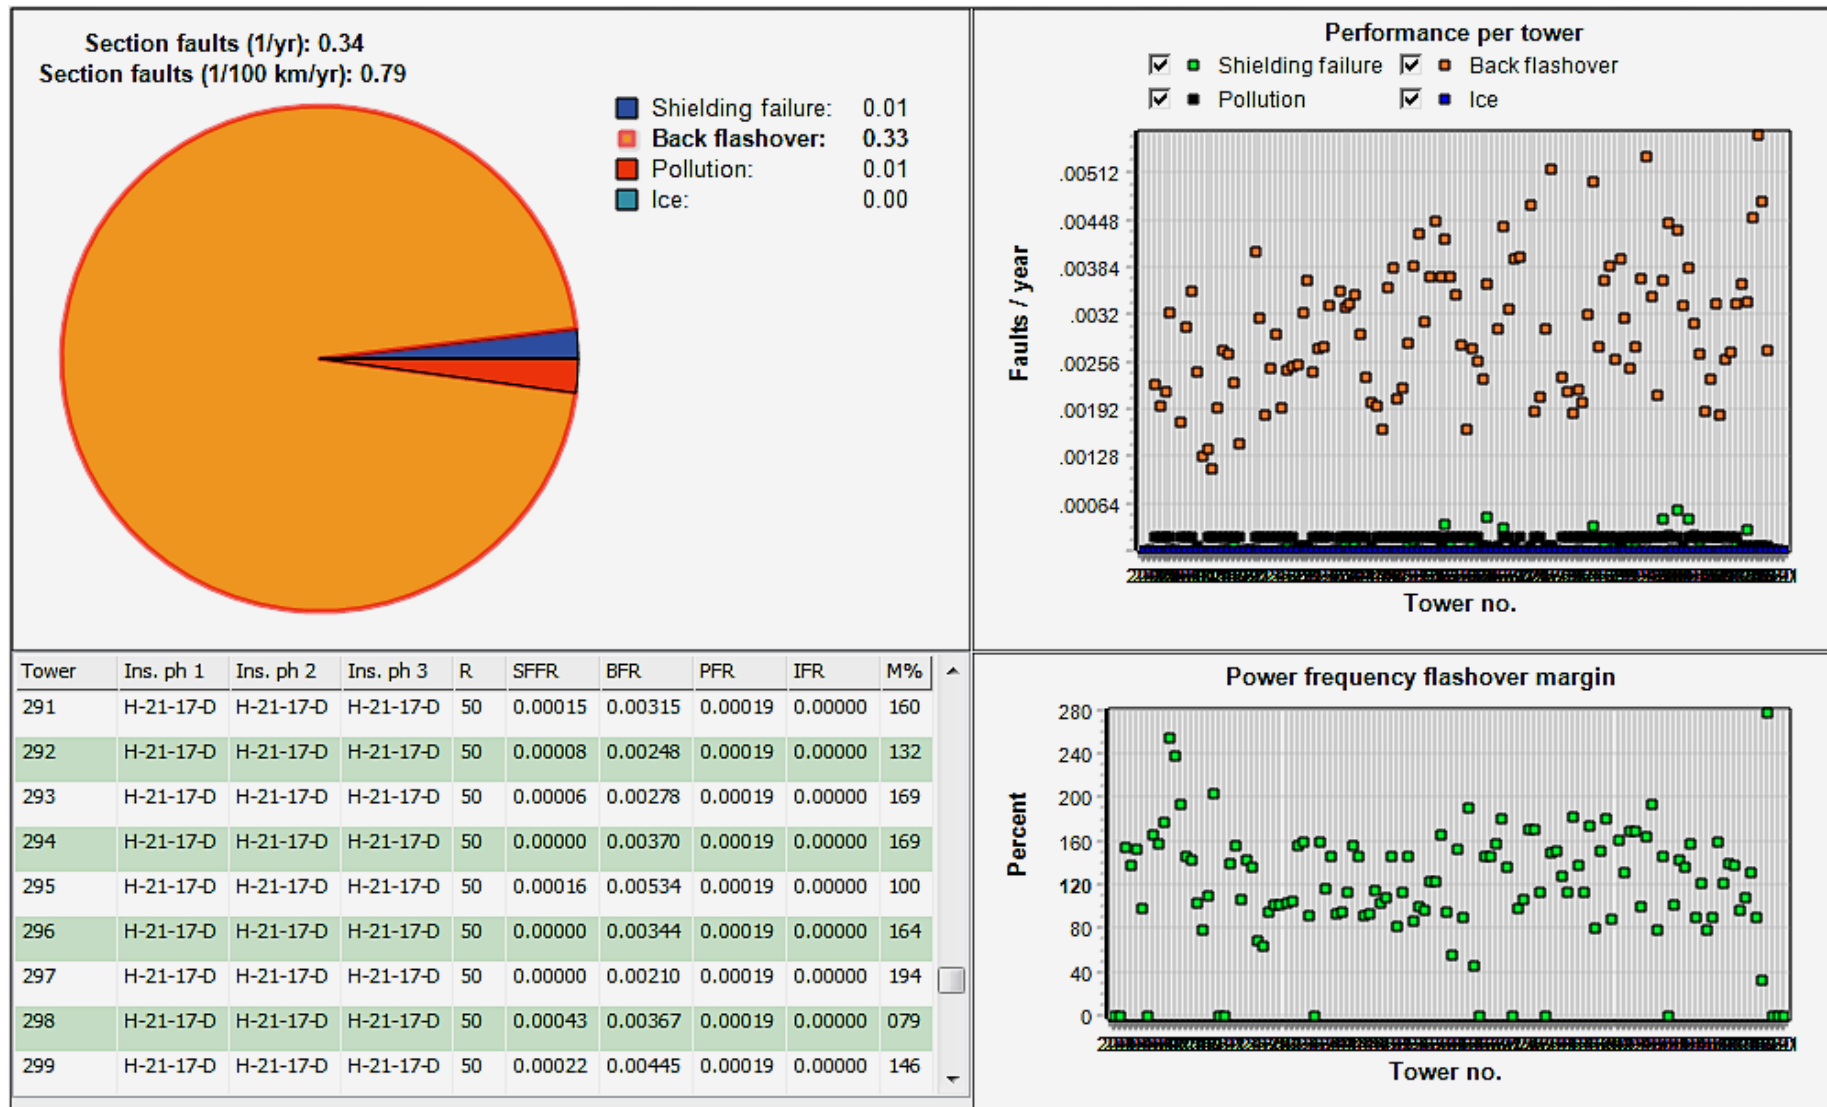 Section faults (1/yr): 0.34
Section faults (1/100 km/yr): 0.79
Shielding failure: 0.01
Back flashover: 0.33
Pollution: 0.01
Ice: 0.00
Performance per tower
Shielding failure Back flashover
Pollution Ice
Faults / year
.00512
.00448
.00384
.0032
.00256
.00192
.00128
.00064
Tower no.
Tower Ins. ph 1 Ins. ph 2 Ins. ph 3 R SFFR BFR PFR IFR M%
291 H-21-17-D H-21-17-D H-21-17-D 50 0.00015 0.00315 0.00019 0.00000 160
292 H-21-17-D H-21-17-D H-21-17-D 50 0.00008 0.00248 0.00019 0.00000 132
293 H-21-17-D H-21-17-D H-21-17-D 50 0.00006 0.00278 0.00019 0.00000 169
294 H-21-17-D H-21-17-D H-21-17-D 50 0.00000 0.00370 0.00019 0.00000 169
295 H-21-17-D H-21-17-D H-21-17-D 50 0.00016 0.00534 0.00019 0.00000 100
296 H-21-17-D H-21-17-D H-21-17-D 50 0.00000 0.00344 0.00019 0.00000 164
297 H-21-17-D H-21-17-D H-21-17-D 50 0.00000 0.00210 0.00019 0.00000 194
298 H-21-17-D H-21-17-D H-21-17-D 50 0.00043 0.00367 0.00019 0.00000 079
299 H-21-17-D H-21-17-D H-21-17-D 50 0.00022 0.00445 0.00019 0.00000 146
Power frequency flashover margin
Percent
280
240
200
160
120
80
40
0
Tower no.